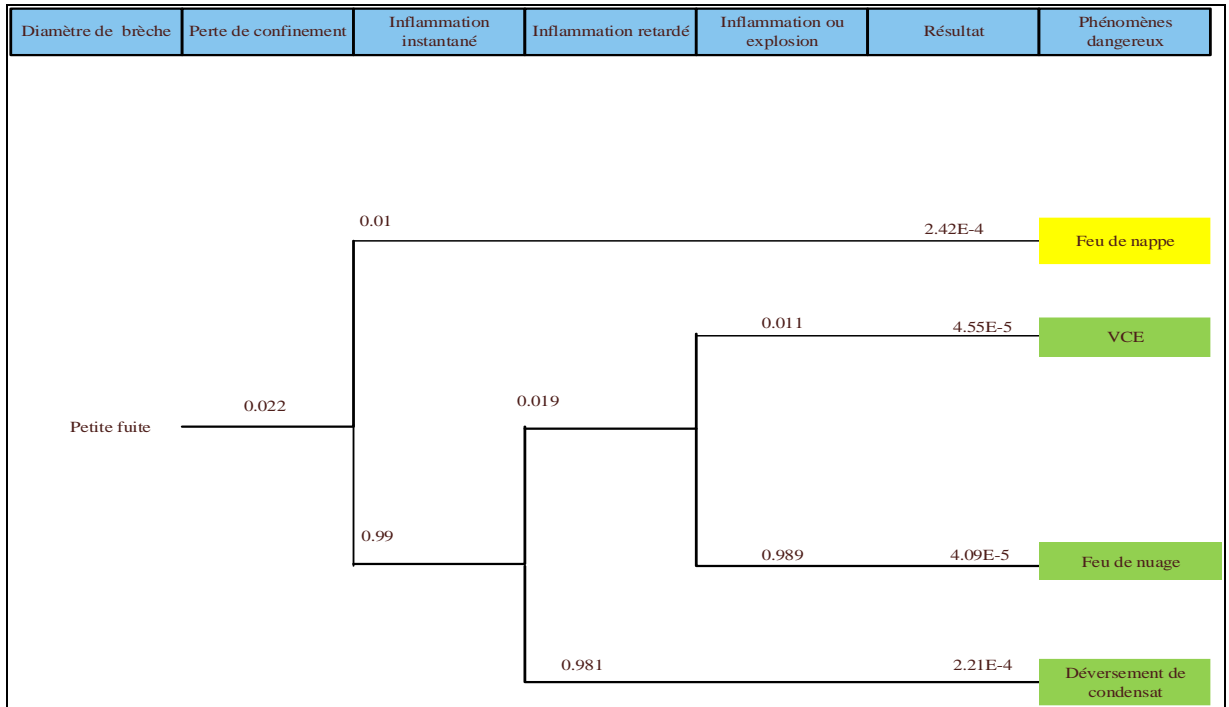 Diamètre de brèche
Perte de confinement
Inflammation
instantané
Inflammation retardé
Inflammation ou
explosion
Résultat
Phénomènes
dangereux
0.01
2.42E-4
Feu de nappe
0.011
4.55E-5
VCE
Petite fuite
0.022
0.019
0.99
0.989
4.09E-5
Feu de nuage
0.981
2.21E-4
Déversement de
condensat